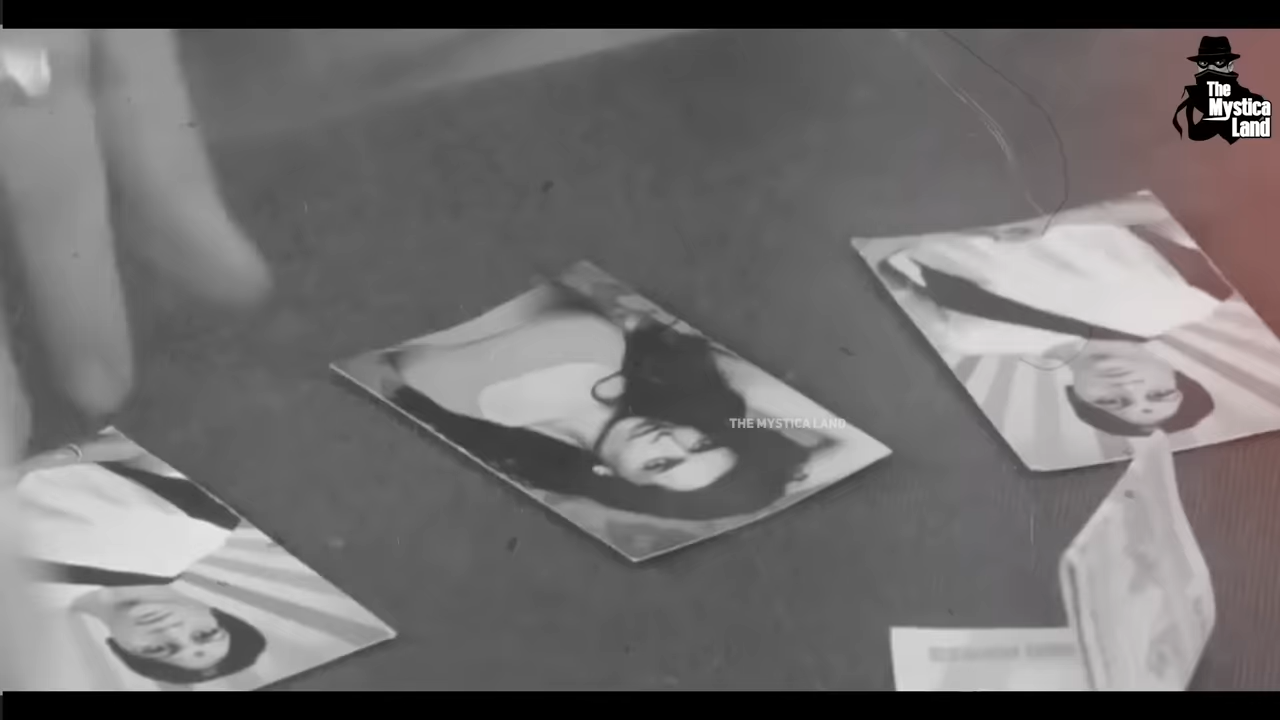 The
Mystica
Land
THE MYSTICA LAND